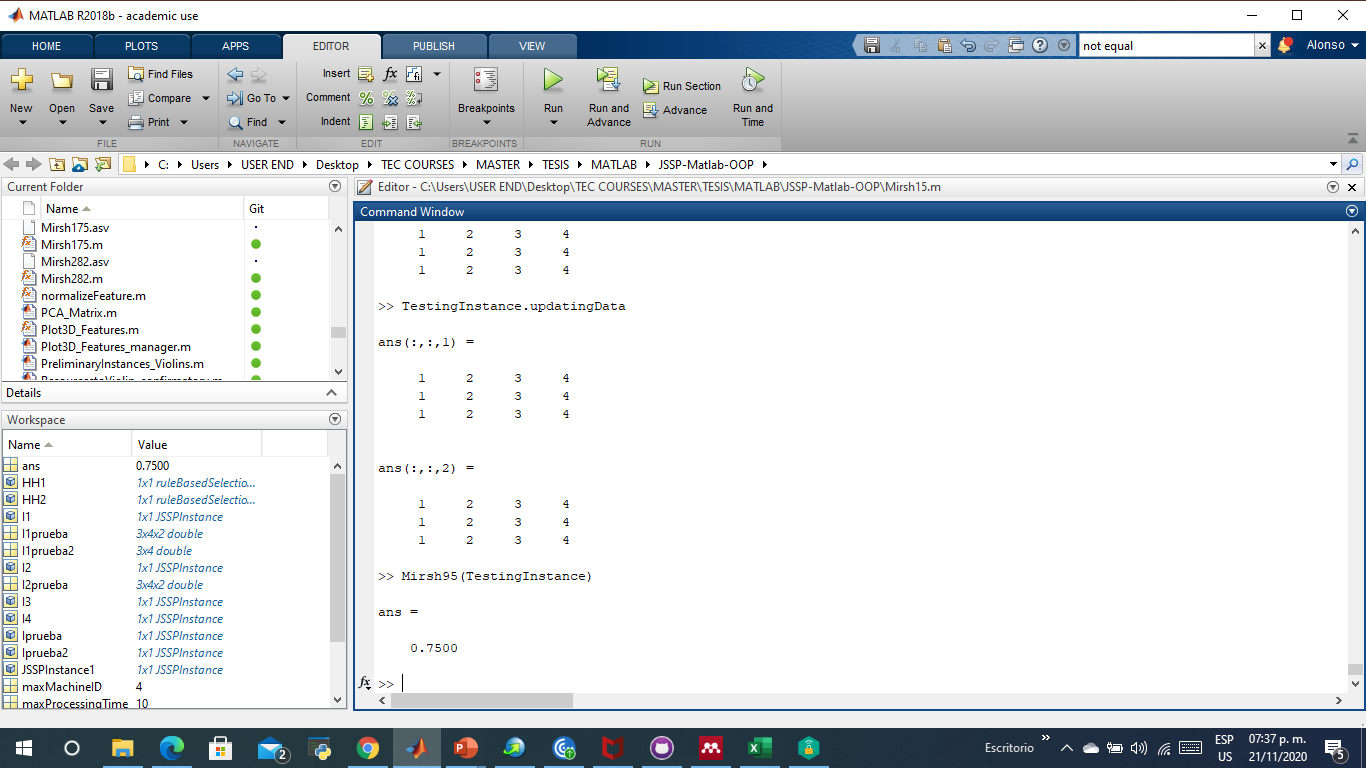 MATLAB R2018b - academic use
HOME PLOTS APPS EDITOR PUBLISH VIEW
not equal
Alonso
New Open Save
Find Files
Compare
Print
Go To
Find
Insert
Comment
Indent
Breakpoints
Run
Run and Advance
Run Section
Advance
Run and Time
FILE NAVIGATE EDIT BREAKPOINTS RUN
C: Users USER END Desktop TEC COURSES MASTER TESIS MATLAB JSSP-Matlab-OOP
Current Folder
Name Git
Mirsh175.asv
Mirsh175.m
Mirsh282.asv
Mirsh282.m
normalizeFeature.m
PCA_Matrix.m
Plot3D_Features.m
Plot3D_Features_manager.m
PreliminaryInstances_Violins.m
Details
Workspace
Name Value
ans 0.7500
HH1 1x1 ruleBasedSelectio...
HH2 1x1 ruleBasedSelectio...
I1 1x1 JSSPInstance
I1prueba 3x4x2 double
I1prueba2 3x4 double
I2 1x1 JSSPInstance
I2prueba 3x4x2 double
I3 1x1 JSSPInstance
I4 1x1 JSSPInstance
Iprueba 1x1 JSSPInstance
Iprueba2 1x1 JSSPInstance
JSSPInstance1 1x1 JSSPInstance
maxMachineID 4
maxProcessingTime 10
Editor - C:\Users\USER END\Desktop\TEC COURSES\MASTER\TESIS\MATLAB\JSSP-Matlab-OOP\Mirsh15.m
Command Window
1 2 3 4
1 2 3 4
1 2 3 4
>> TestingInstance.updatingData
ans(:,:,1) =
1 2 3 4
1 2 3 4
1 2 3 4
ans(:,:,2) =
1 2 3 4
1 2 3 4
1 2 3 4
>> Mirsh95(TestingInstance)
ans =
0.7500
fx >>
Escritorio
ESP
US
07:37 p. m.
21/11/2020
2
5